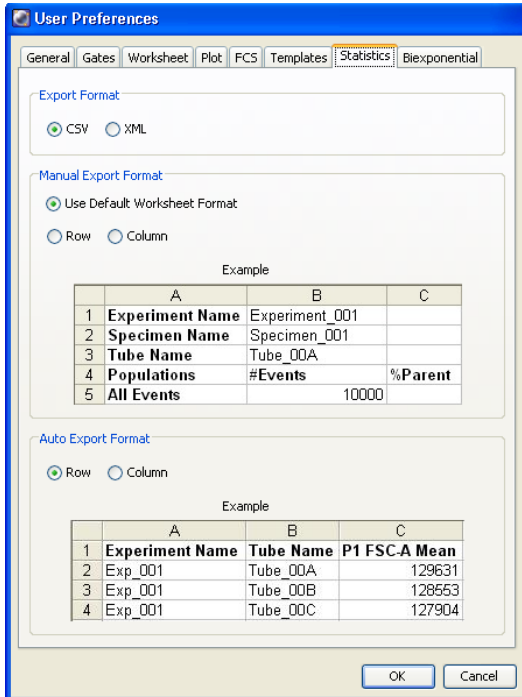 User Preferences
General Gates Worksheet Plot FCS Templates Statistics Biexponential
Export Format
CSV XML
Manual Export Format
Use Default Worksheet Format
Row Column
Example
A B C
1 Experiment Name Experiment_001
2 Specimen Name Specimen_001
3 Tube Name Tube_00A
4 Populations #Events %Parent
5 All Events 10000
Auto Export Format
Row Column
Example
A B C
1 Experiment Name Tube Name P1 FSC-A Mean
2 Exp_001 Tube_00A 129631
3 Exp_001 Tube_00B 128553
4 Exp_001 Tube_00C 127904
OK Cancel